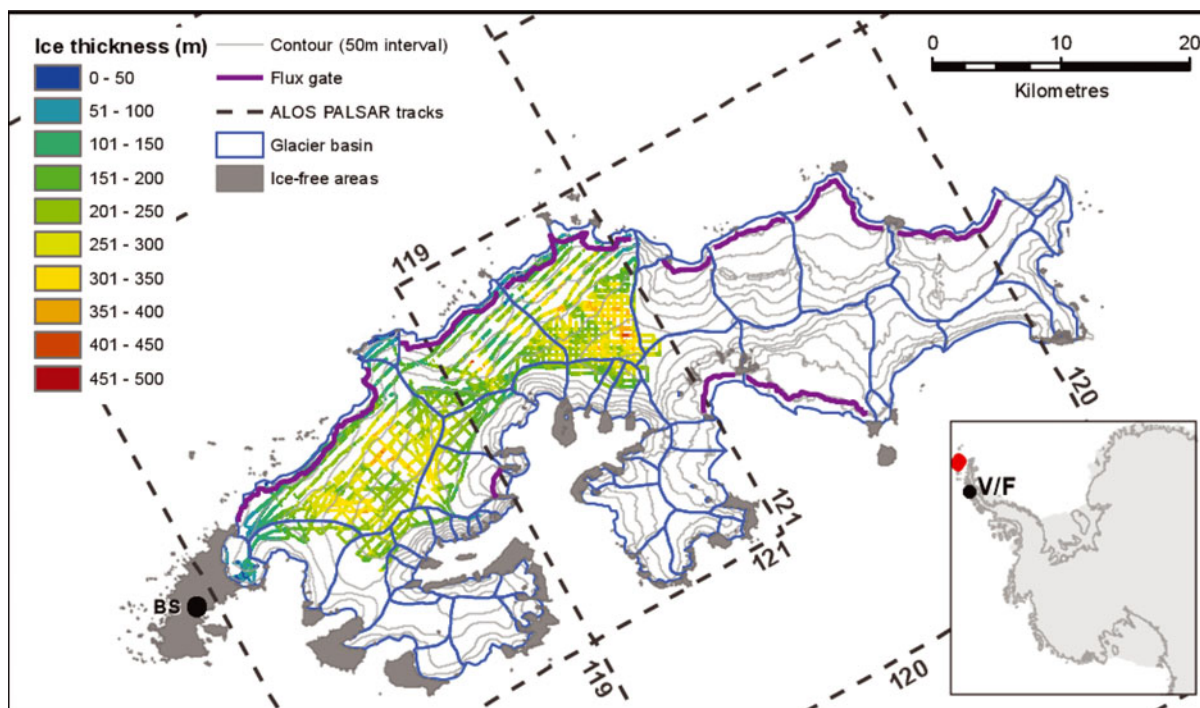 Ice thickness (m)
0 - 50
51 - 100
101 - 150
151 - 200
201 - 250
251 - 300
301 - 350
351 - 400
401 - 450
451 - 500
Contour (50m interval)
Flux gate
ALOS PALSAR tracks
Glacier basin
Ice-free areas
0 10 20
Kilometres
119
120
121
121
119
120
BS
V/F